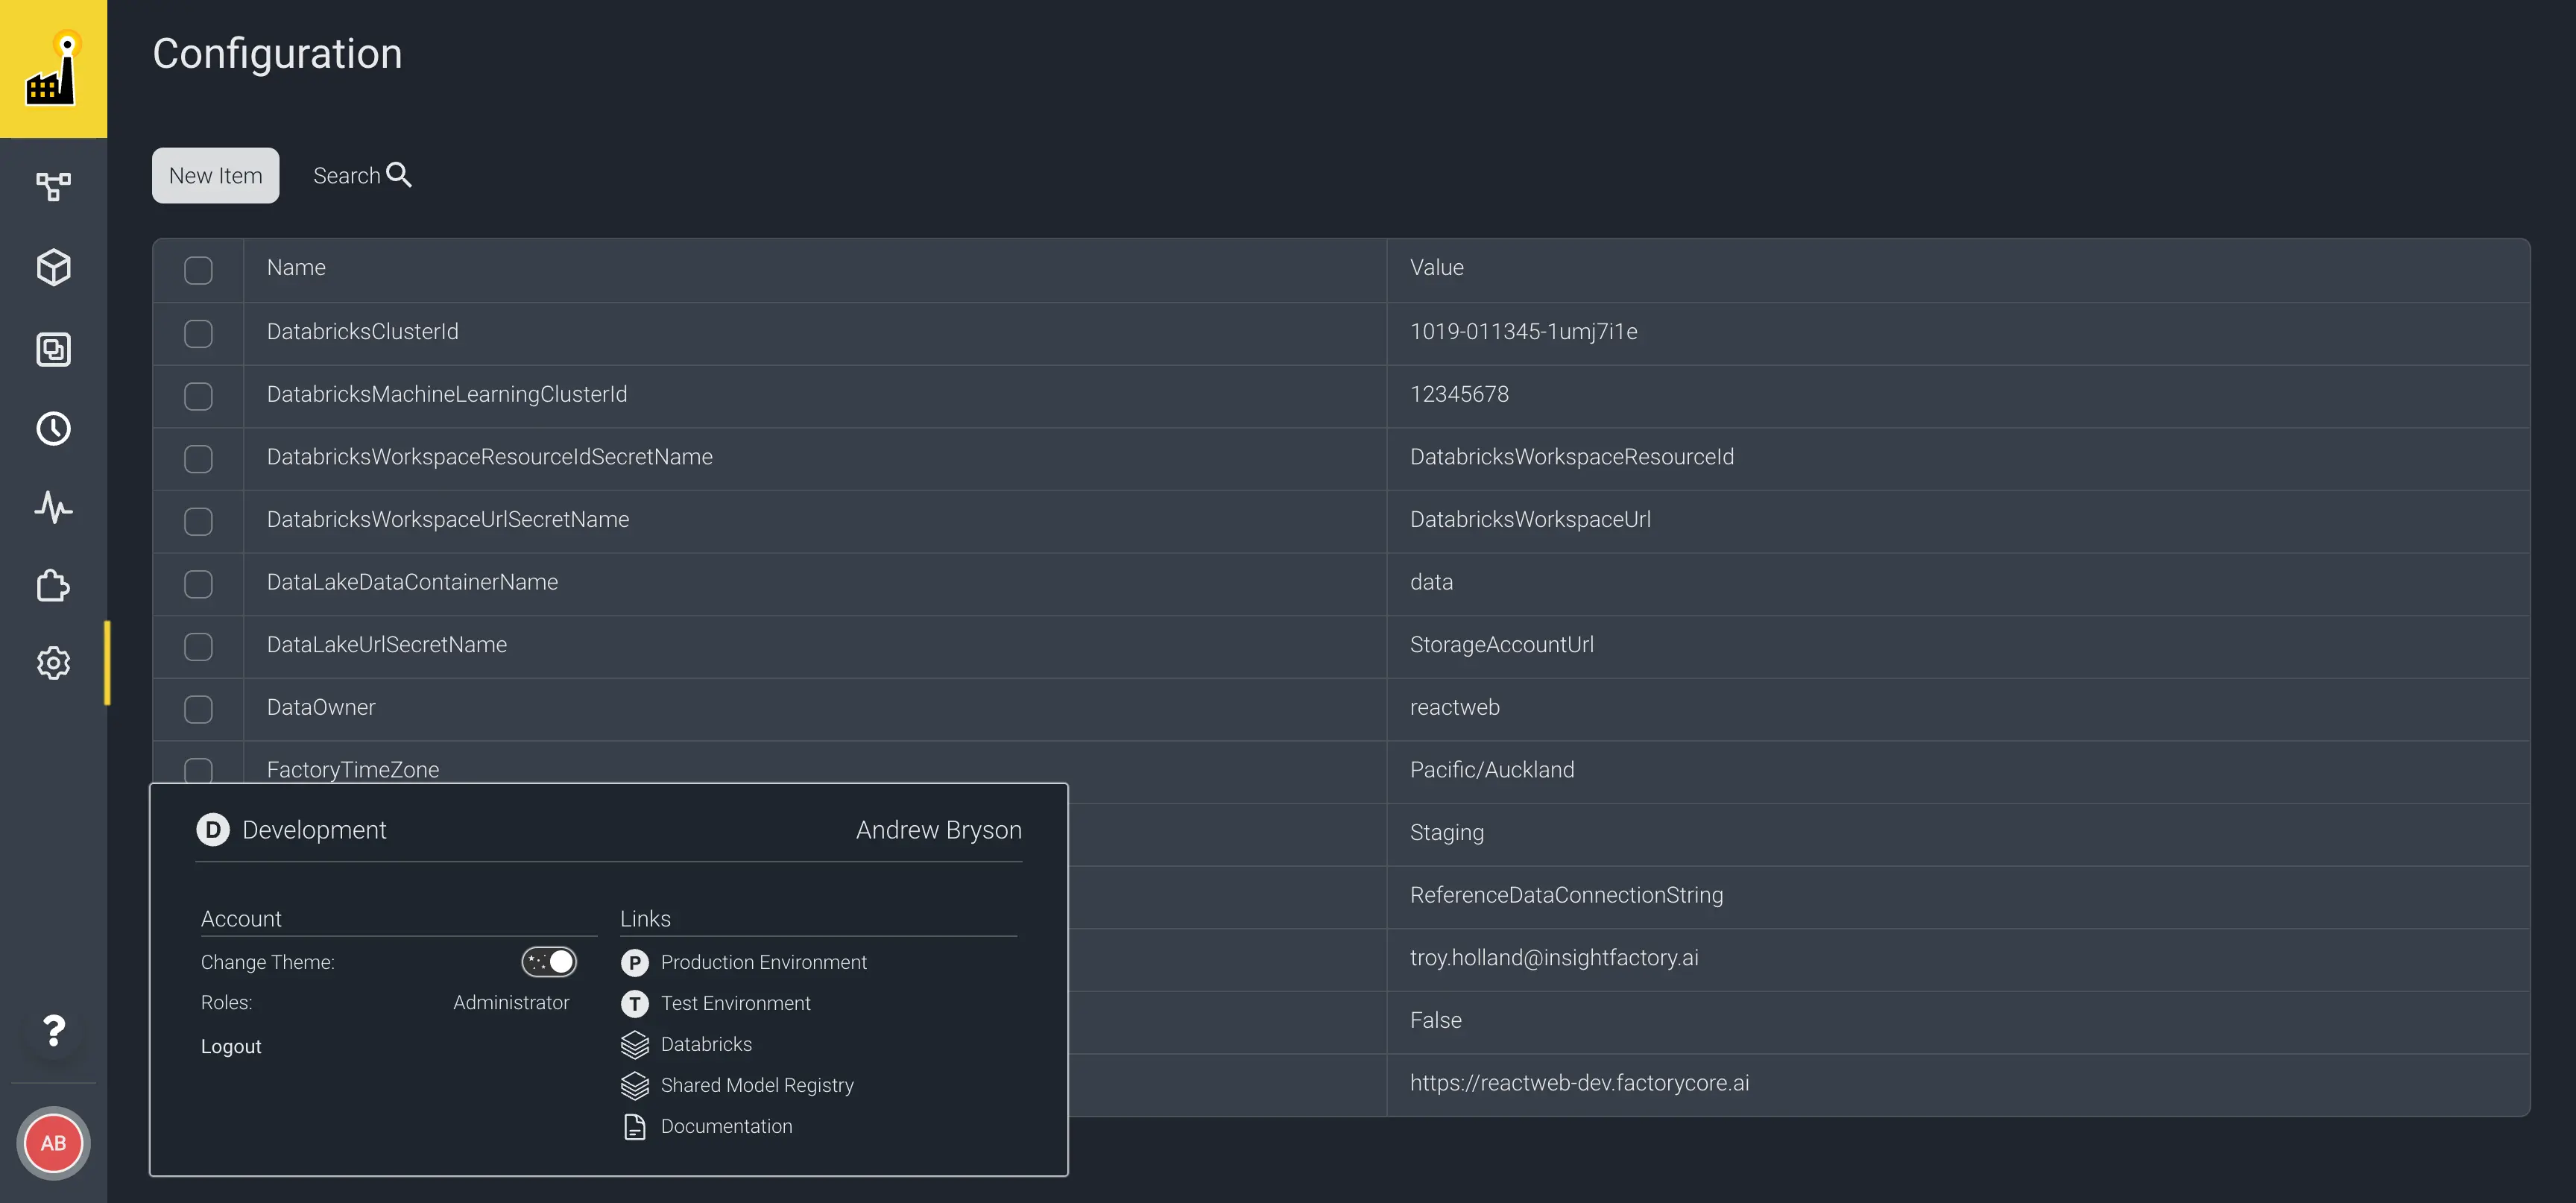 Configuration
New Item Search
Name Value
DatabricksClusterId 1019-011345-1umj7i1e
DatabricksMachineLearningClusterId 12345678
DatabricksWorkspaceResourceIdSecretName DatabricksWorkspaceResourceId
DatabricksWorkspaceUrlSecretName DatabricksWorkspaceUrl
DataLakeDataContainerName data
DataLakeUrlSecretName StorageAccountUrl
DataOwner reactweb
FactoryTimeZone Pacific/Auckland
Staging
ReferenceDataConnectionString
troy.holland@insightfactory.ai
False
https://reactweb-dev.factorycore.ai
D Development Andrew Bryson
Account
Change Theme:
Roles: Administrator
Logout
Links
P Production Environment
T Test Environment
Databricks
Shared Model Registry
Documentation
?
AB